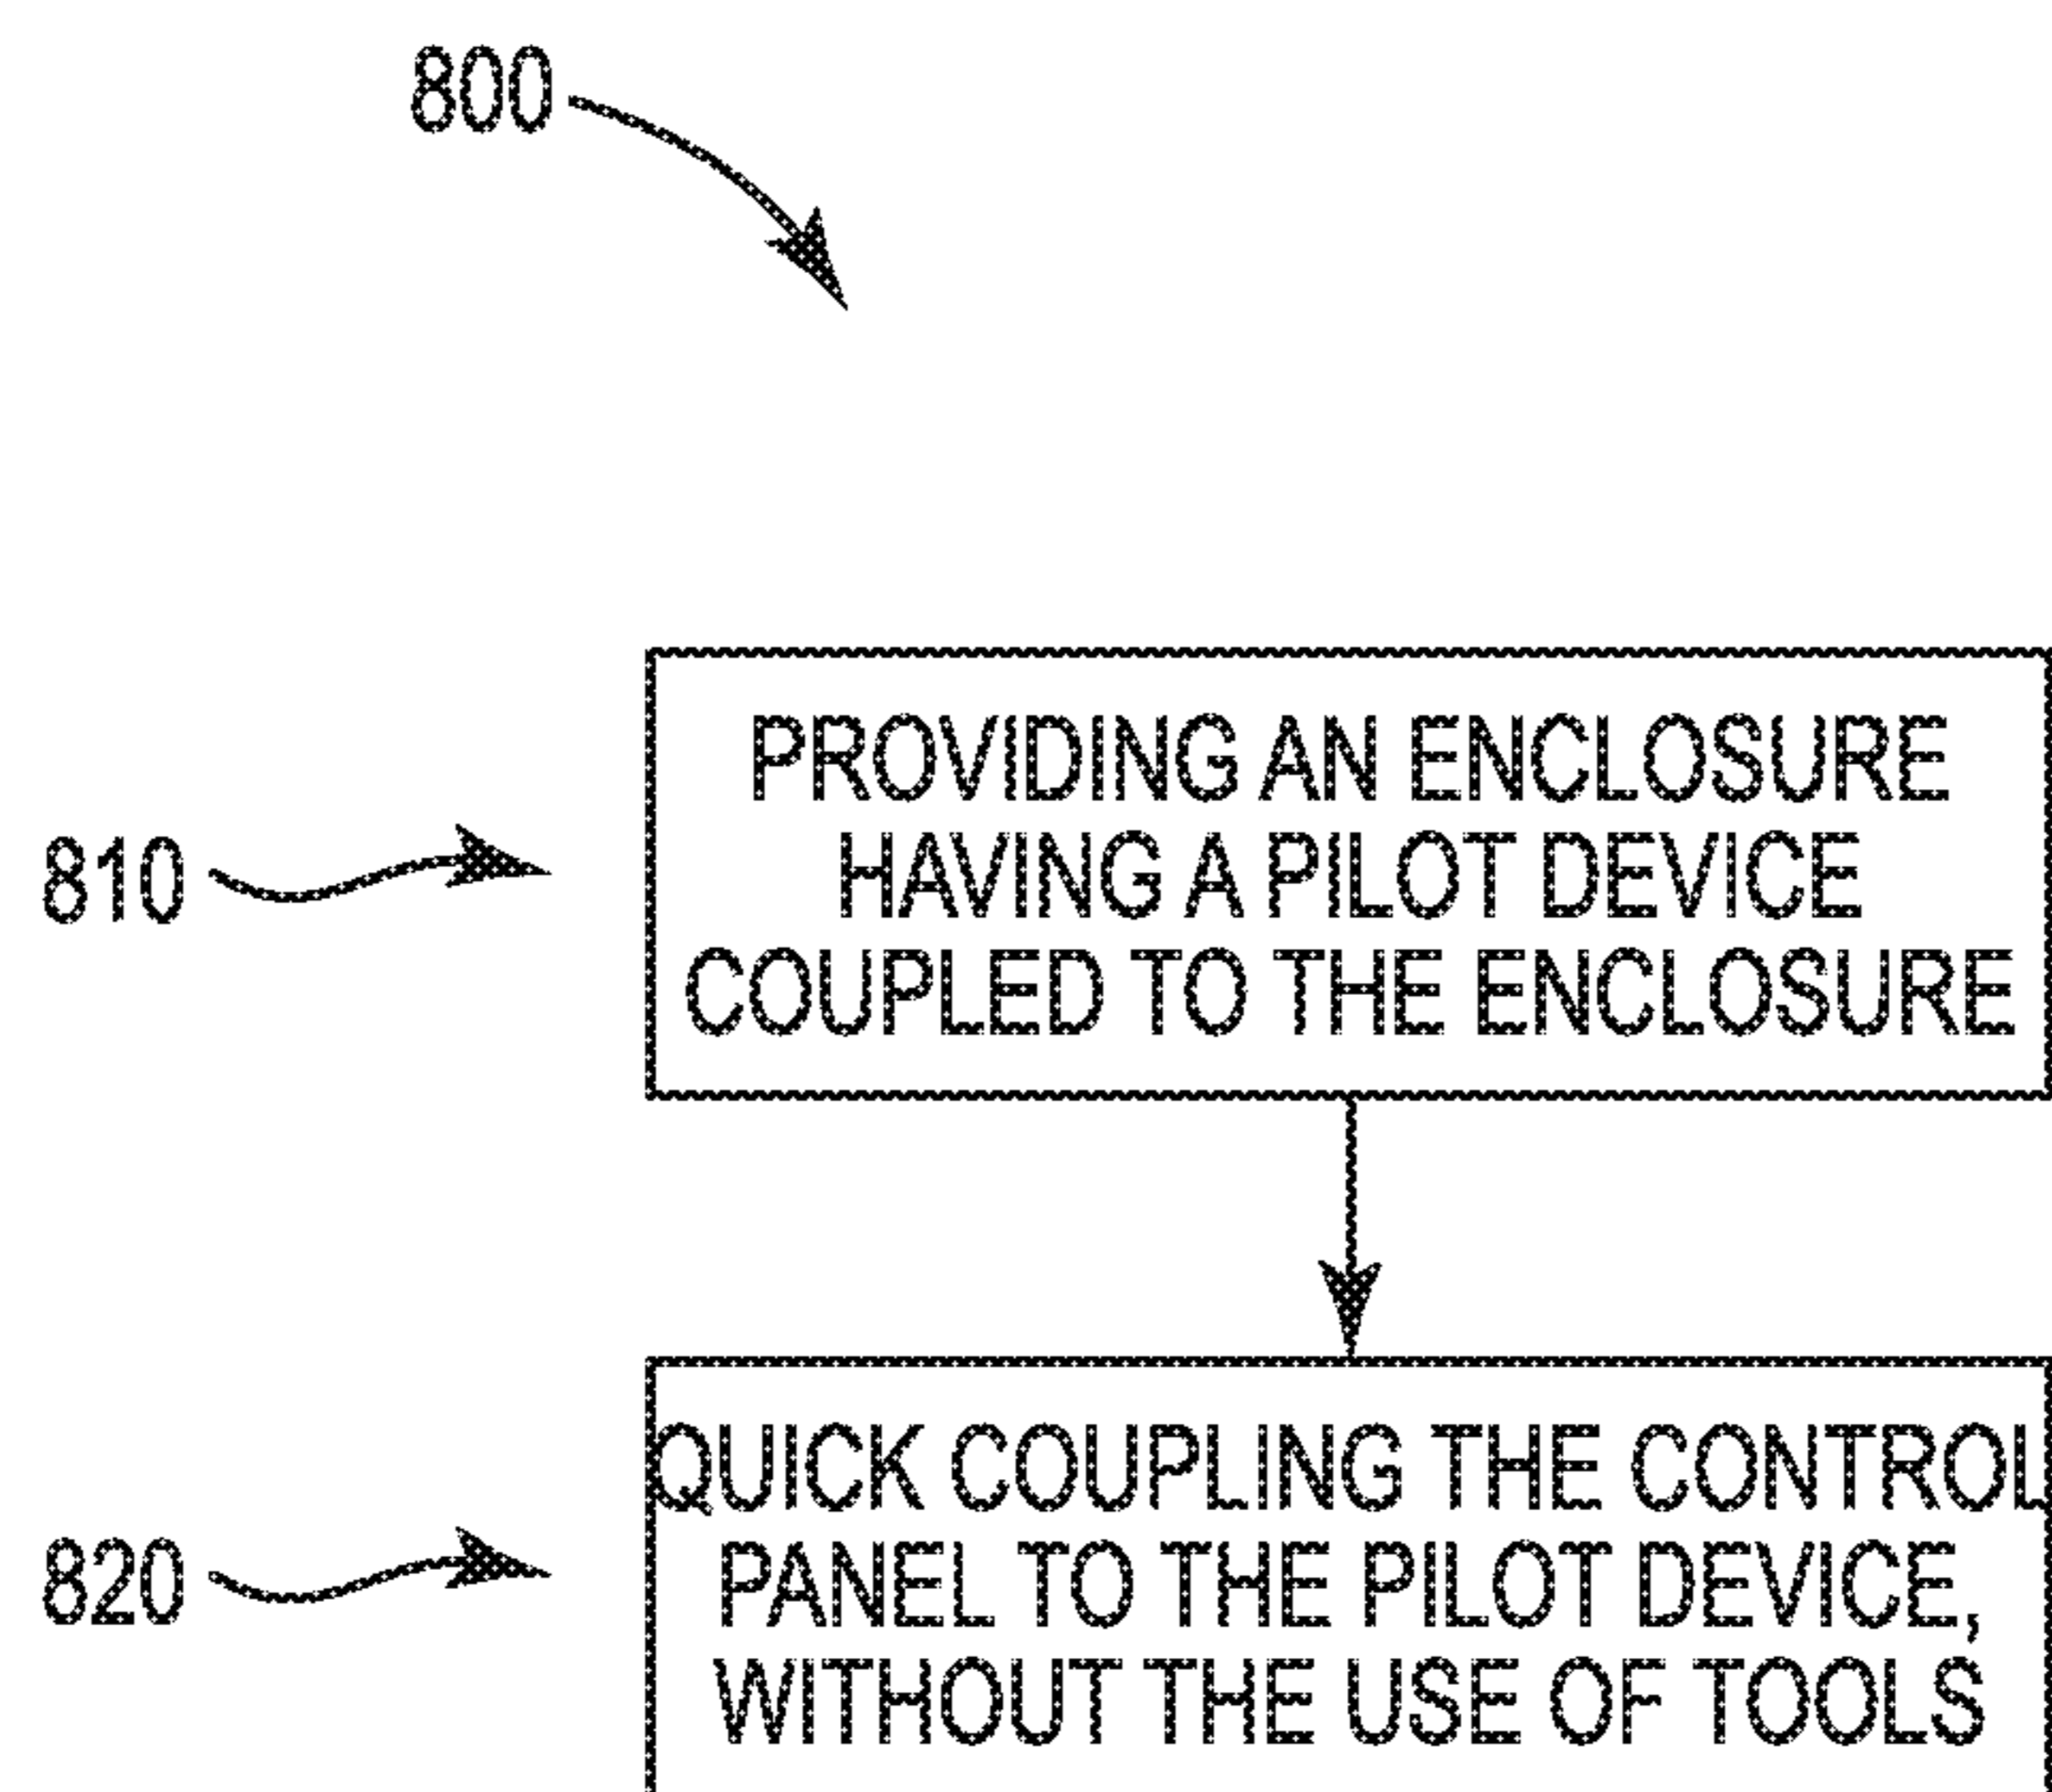 800
810
PROVIDING AN ENCLOSURE
HAVING A PILOT DEVICE
COUPLED TO THE ENCLOSURE
820
QUICK COUPLING THE CONTROL
PANEL TO THE PILOT DEVICE,
WITHOUT THE USE OF TOOLS